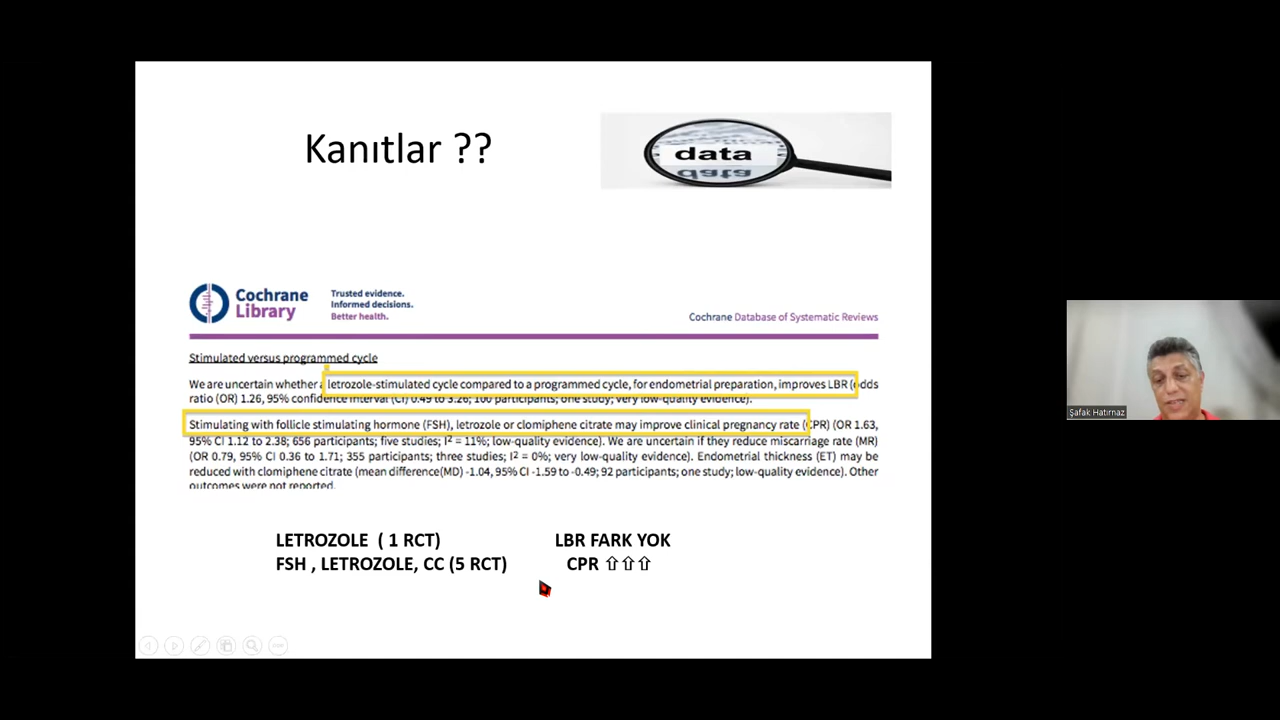 Kanıtlar ??
data
Cochrane
Library
Trusted evidence.
Informed decisions.
Better health.
Cochrane Database of Systematic Reviews
Stimulated versus programmed cycle
We are uncertain whether a letrozole-stimulated cycle compared to a programmed cycle, for endometrial preparation, improves LBR (odds
ratio (OR) 1.26, 95% confidence interval (CI) 0.49 to 3.26; 100 participants; one study; very low-quality evidence).
Stimulating with follicle stimulating hormone (FSH), letrozole or clomiphene citrate may improve clinical pregnancy rate (CPR) (OR 1.63,
95% CI 1.12 to 2.38; 656 participants; five studies; I² = 11%; low-quality evidence). We are uncertain if they reduce miscarriage rate (MR)
(OR 0.79, 95% CI 0.36 to 1.71; 355 participants; three studies; I² = 0%; very low-quality evidence). Endometrial thickness (ET) may be
reduced with clomiphene citrate (mean difference(MD) -1.04, 95% CI -1.59 to -0.49; 92 participants; one study; low-quality evidence). Other
outcomes were not reported.
LETROZOLE ( 1 RCT) LBR FARK YOK
FSH , LETROZOLE, CC (5 RCT) CPR ⇧⇧⇧
Şafak Hatırnaz